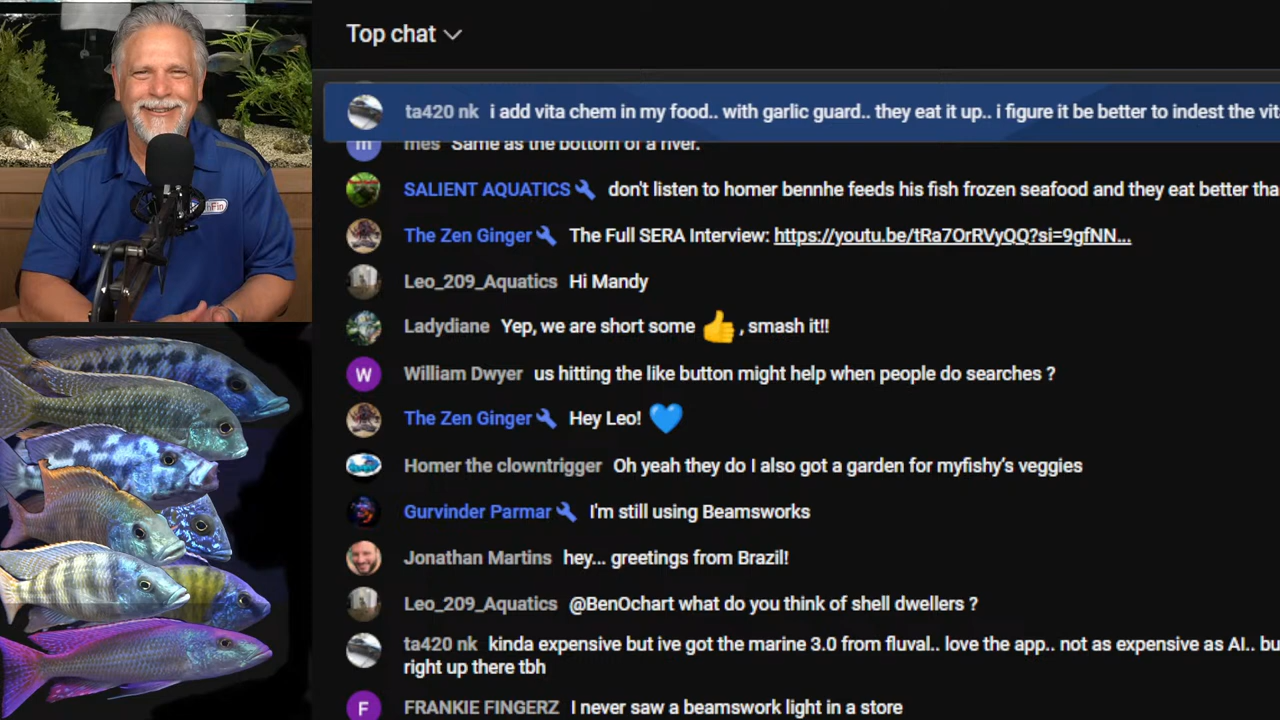 Top chat
ta420 nk i add vita chem in my food.. with garlic guard.. they eat it up.. i figure it be better to indest the
mes Same as the bottom of a river.
SALIENT AQUATICS don't listen to homer bennhe feeds his fish frozen seafood and they eat better
The Zen Ginger The Full SERA Interview: https://youtu.be/tRa7OrRVyQQ?si=9gfNN...
Leo_209_Aquatics Hi Mandy
Ladydiane Yep, we are short some 👍, smash it!!
W William Dwyer us hitting the like button might help when people do searches ?
The Zen Ginger Hey Leo! 💙
Homer the clowntrigger Oh yeah they do I also got a garden for myfishy's veggies
Gurvinder Parmar I'm still using Beamsworks
Jonathan Martins hey... greetings from Brazil!
Leo_209_Aquatics @BenOchart what do you think of shell dwellers ?
ta420 nk kinda expensive but ive got the marine 3.0 from fluval.. love the app.. not as expensive as AI..
right up there tbh
F FRANKIE FINGERZ I never saw a beamswork light in a store